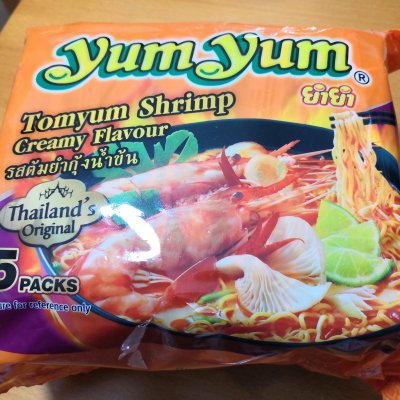 yumyum®
ยำยำ
Tomyum Shrimp
Creamy Flavour
รสต้มยำกุ้งน้ำข้น
Thailand's
Original
5 PACKS
are for reference only